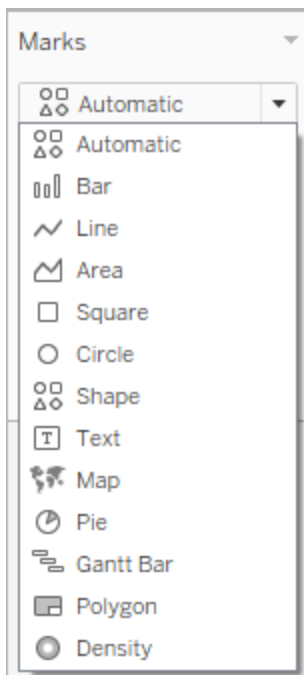 Marks
Automatic
Automatic
Bar
Line
Area
Square
Circle
Shape
T Text
Map
Pie
Gantt Bar
Polygon
Density